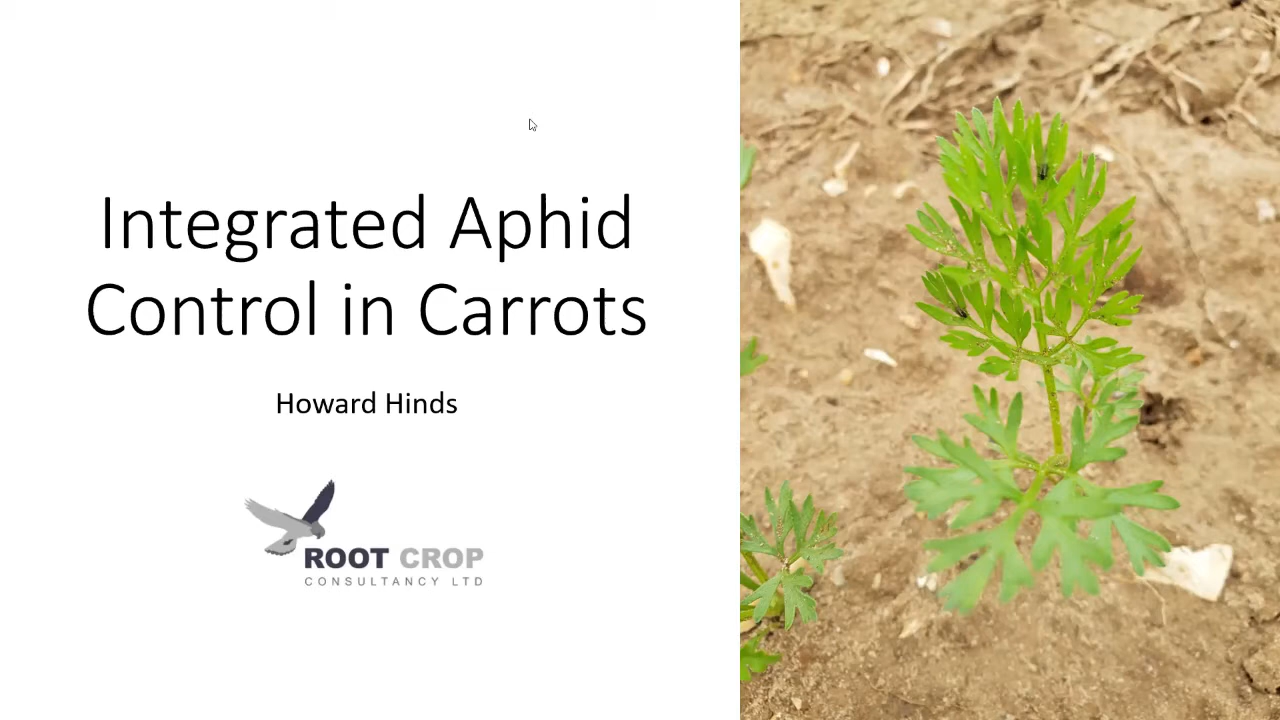 Integrated Aphid
Control in Carrots
Howard Hinds
ROOT CROP
CONSULTANCY LTD